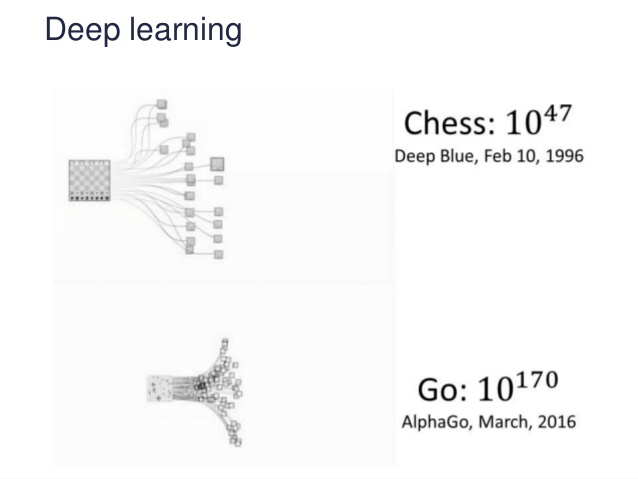 Deep learning
Chess: 10^47
Deep Blue, Feb 10, 1996
Go: 10^170
AlphaGo, March, 2016